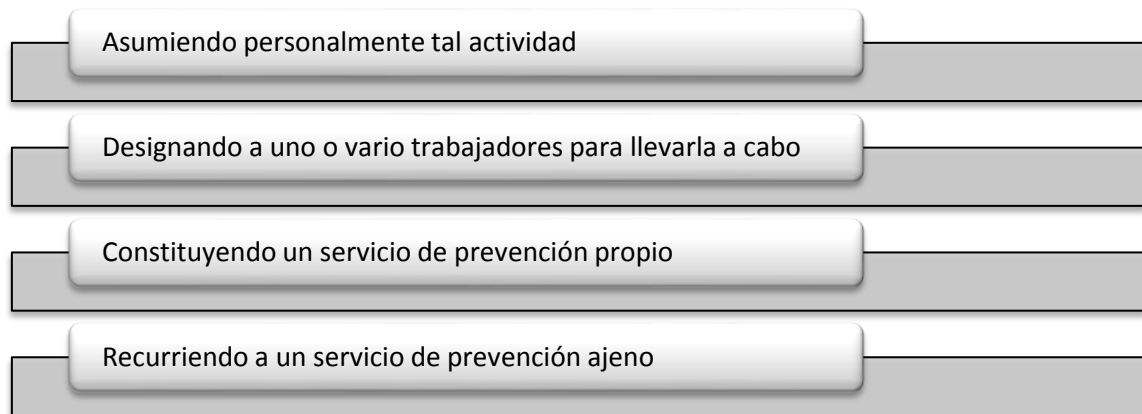 Asumiendo personalmente tal actividad
Designando a uno o vario trabajadores para llevarla a cabo
Constituyendo un servicio de prevención propio
Recurriendo a un servicio de prevención ajeno